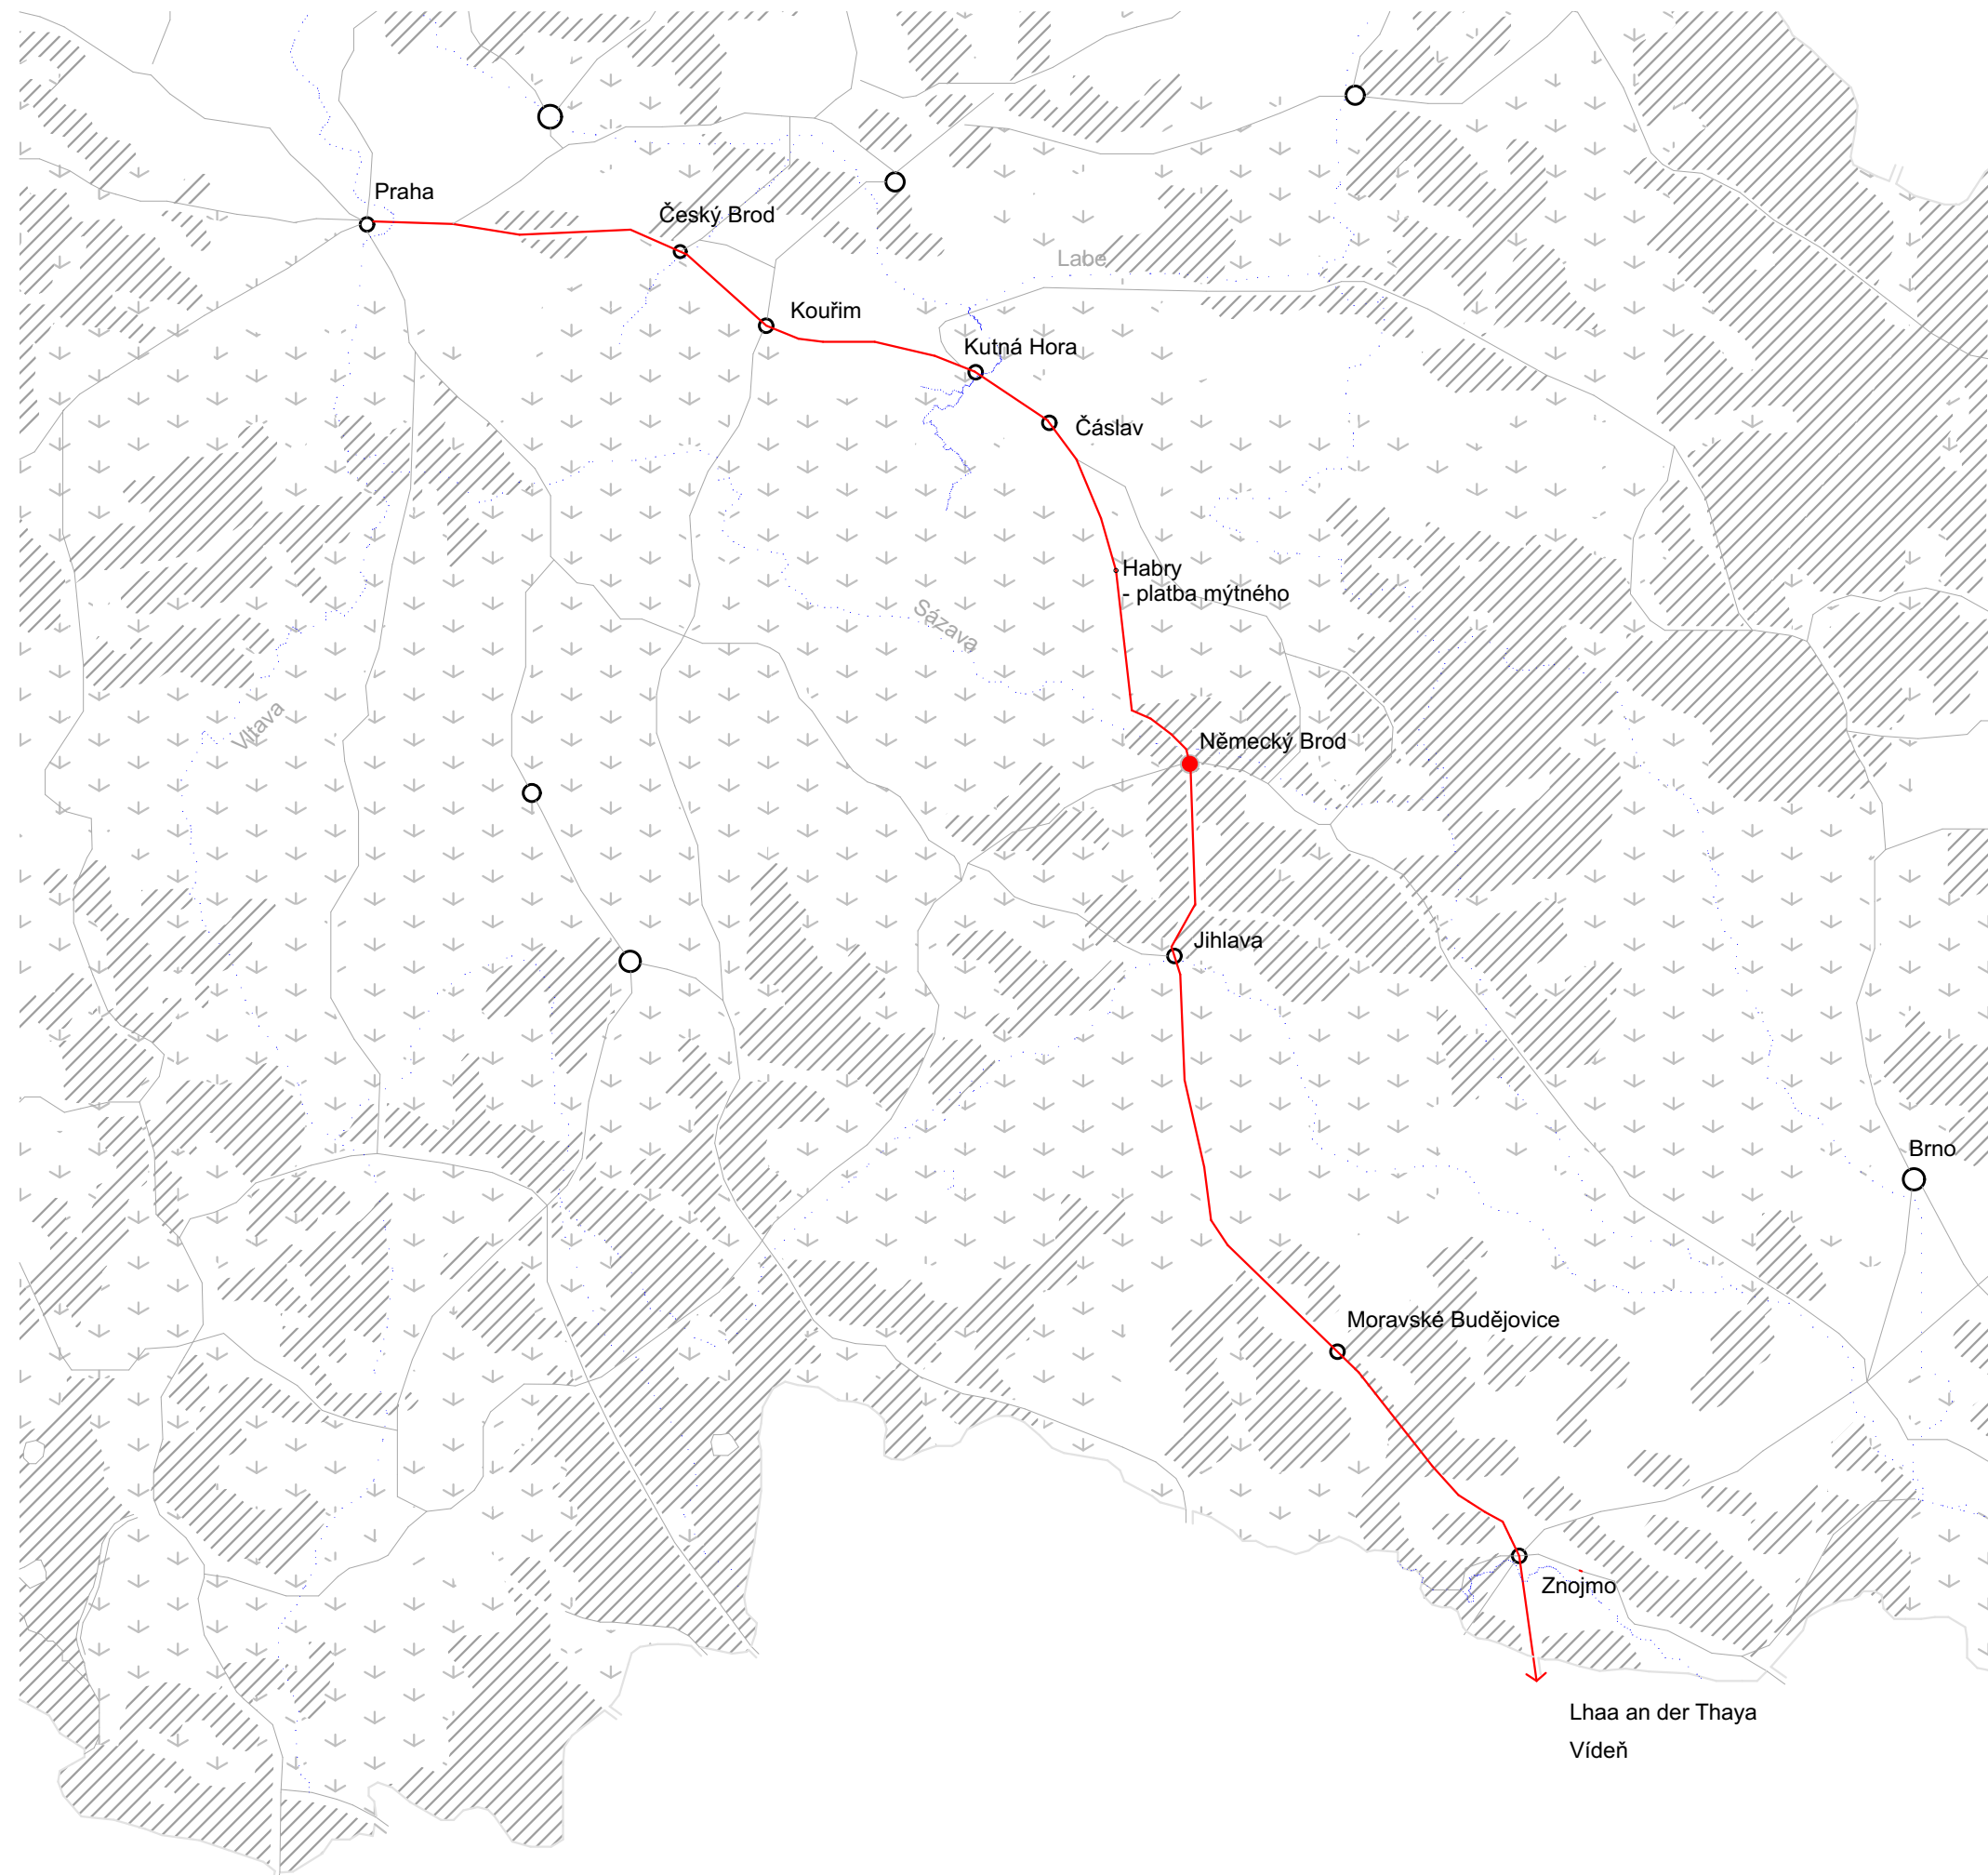 Praha
Český Brod
Labe
Kouřim
Kutná Hora
Čáslav
Habry
- platba mýtného
Sázava
Vltava
Německý Brod
Jihlava
Brno
Moravské Budějovice
Znojmo
Lhaa an der Thaya
Vídeň